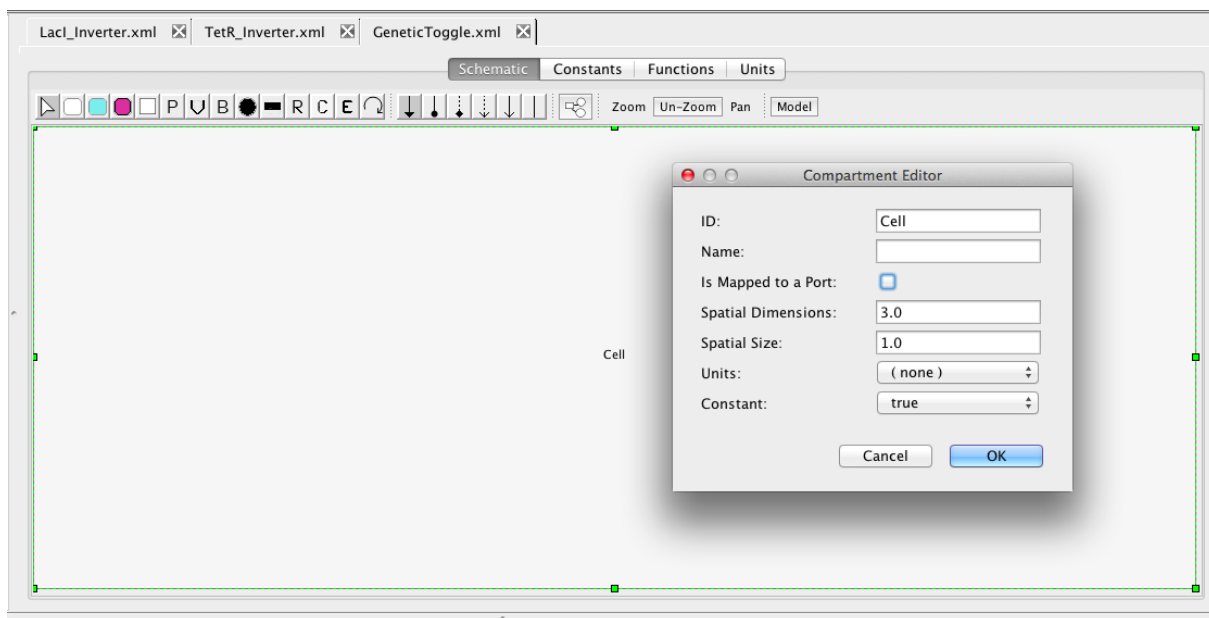 LacI_Inverter.xml TetR_Inverter.xml GeneticToggle.xml
Schematic Constants Functions Units
P V B R C E Zoom Un-Zoom Pan Model
Compartment Editor
ID: Cell
Name:
Is Mapped to a Port:
Spatial Dimensions: 3.0
Spatial Size: 1.0
Cell
Units: ( none )
Constant: true
Cancel OK